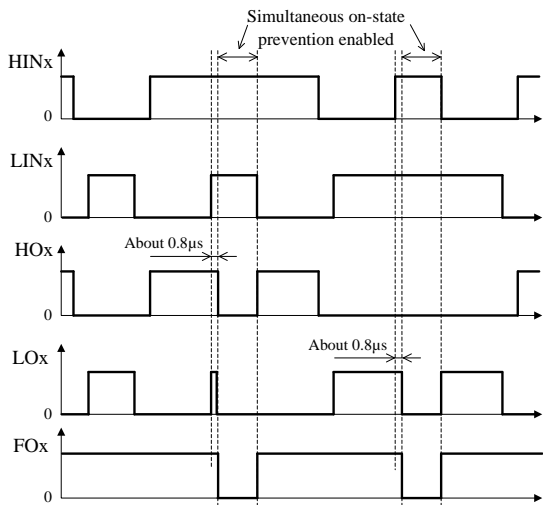 Simultaneous on-state
prevention enabled
HINx
0
LINx
0
About 0.8µs
HOx
0
About 0.8µs
LOx
0
FOx
0